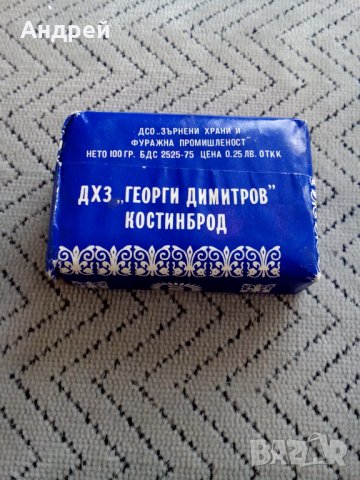 Андрей
ДСО „ЗЪРНЕНИ ХРАНИ И
ФУРАЖНА ПРОМИШЛЕНОСТ"
НЕТО 100 ГР. БДС 2525-75 ЦЕНА 0.25 ЛВ. ОТКК
ДХЗ „ГЕОРГИ ДИМИТРОВ"
КОСТИНБРОД
BAZAR